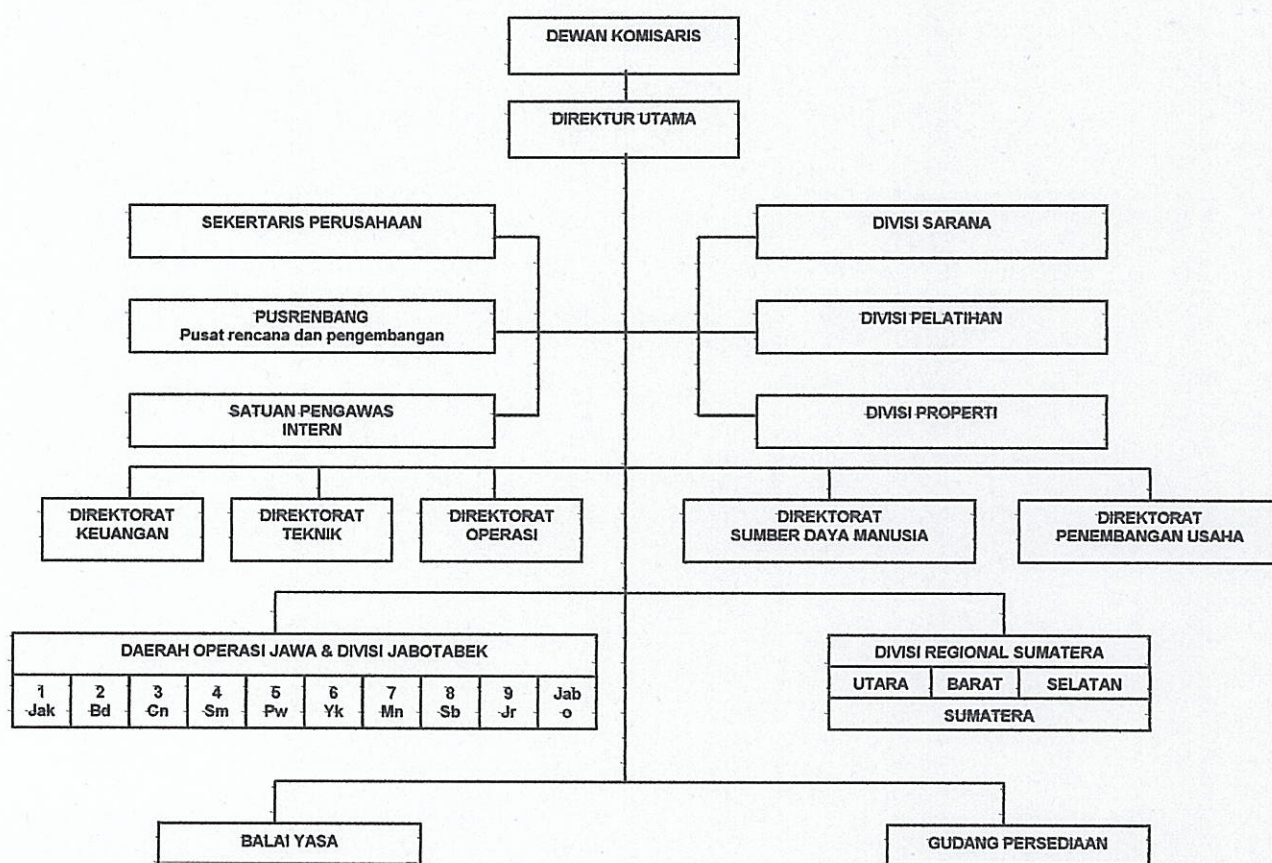 DEWAN KOMISARIS
DIREKTUR UTAMA
SEKERTARIS PERUSAHAAN
DIVISI SARANA
PUSRENBANG
Pusat rencana dan pengembangan
DIVISI PELATIHAN
SATUAN PENGAWAS
INTERN
DIVISI PROPERTI
DIREKTORAT
KEUANGAN
DIREKTORAT
TEKNIK
DIREKTORAT
OPERASI
DIREKTORAT
SUMBER DAYA MANUSIA
DIREKTORAT
PENEMBANGAN USAHA
DAERAH OPERASI JAWA & DIVISI JABOTABEK
1 2 3 4 5 6 7 8 9 Jab
Jak Bd Cn Sm Pw Yk Mn Sb Jr o
DIVISI REGIONAL SUMATERA
UTARA BARAT SELATAN
SUMATERA
BALAI YASA
GUDANG PERSEDIAAN